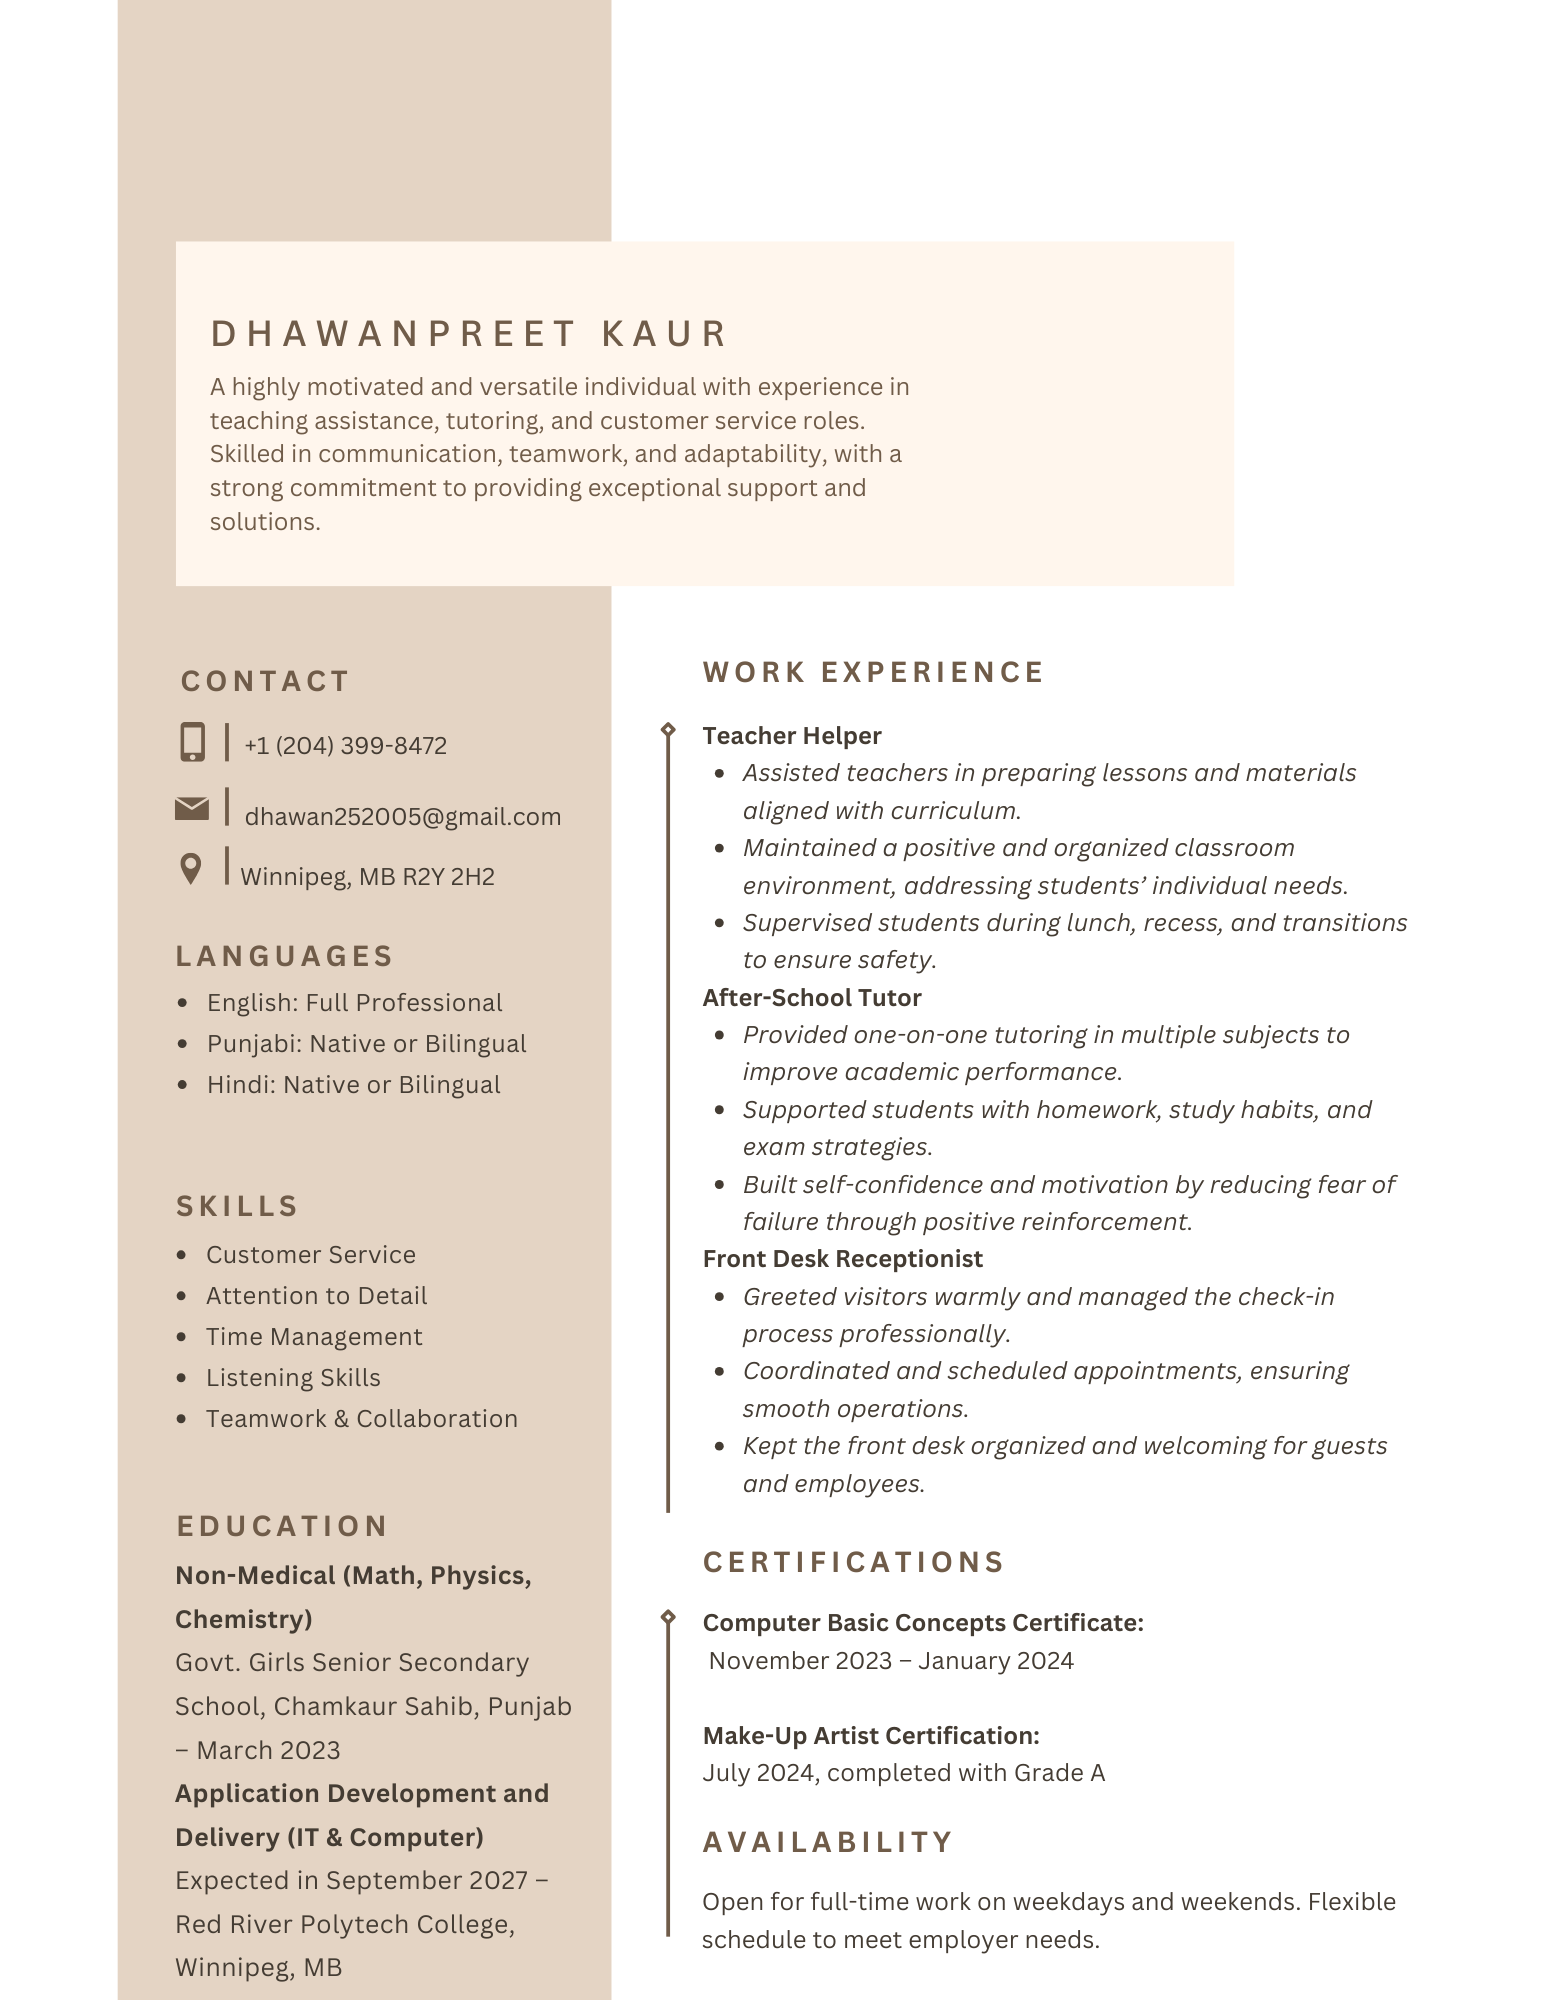 DHAWANPREET KAUR
A highly motivated and versatile individual with experience in
teaching assistance, tutoring, and customer service roles.
Skilled in communication, teamwork, and adaptability, with a
strong commitment to providing exceptional support and
solutions.
CONTACT
+1 (204) 399-8472
dhawan252005@gmail.com
Winnipeg, MB R2Y 2H2
LANGUAGES
• English: Full Professional
• Punjabi: Native or Bilingual
• Hindi: Native or Bilingual
SKILLS
• Customer Service
• Attention to Detail
• Time Management
• Listening Skills
• Teamwork & Collaboration
EDUCATION
Non-Medical (Math, Physics,
Chemistry)
Govt. Girls Senior Secondary
School, Chamkaur Sahib, Punjab
– March 2023
Application Development and
Delivery (IT & Computer)
Expected in September 2027 –
Red River Polytech College,
Winnipeg, MB
WORK EXPERIENCE
Teacher Helper
• Assisted teachers in preparing lessons and materials
aligned with curriculum.
• Maintained a positive and organized classroom
environment, addressing students’ individual needs.
• Supervised students during lunch, recess, and transitions
to ensure safety.
After-School Tutor
• Provided one-on-one tutoring in multiple subjects to
improve academic performance.
• Supported students with homework, study habits, and
exam strategies.
• Built self-confidence and motivation by reducing fear of
failure through positive reinforcement.
Front Desk Receptionist
• Greeted visitors warmly and managed the check-in
process professionally.
• Coordinated and scheduled appointments, ensuring
smooth operations.
• Kept the front desk organized and welcoming for guests
and employees.
CERTIFICATIONS
Computer Basic Concepts Certificate:
November 2023 – January 2024
Make-Up Artist Certification:
July 2024, completed with Grade A
AVAILABILITY
Open for full-time work on weekdays and weekends. Flexible
schedule to meet employer needs.